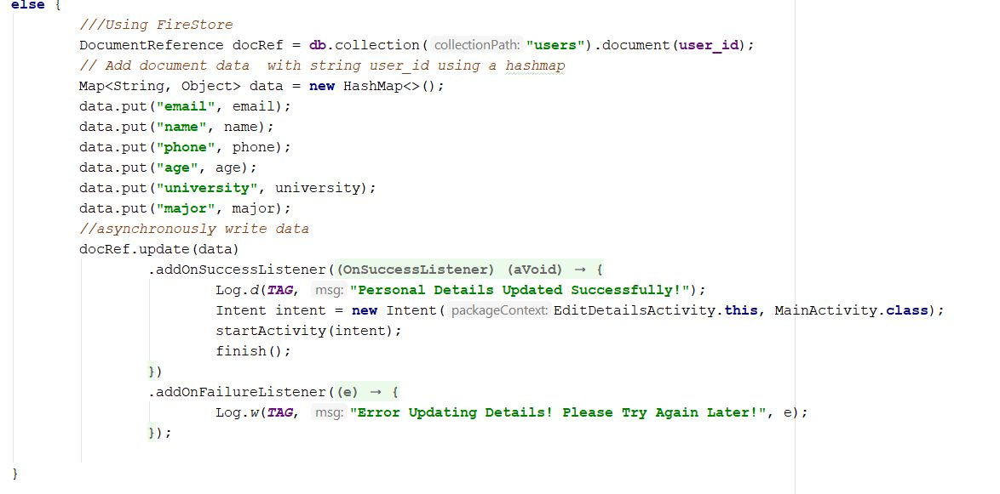 else {
///Using FireStore
DocumentReference docRef = db.collection( collectionPath: "users").document(user_id);
// Add document data  with string user_id using a hashmap
Map<String, Object> data = new HashMap<>();
data.put("email", email);
data.put("name", name);
data.put("phone", phone);
data.put("age", age);
data.put("university", university);
data.put("major", major);
//asynchronously write data
docRef.update(data)
.addOnSuccessListener((OnSuccessListener) (aVoid) → {
Log.d(TAG, msg: "Personal Details Updated Successfully!");
Intent intent = new Intent( packageContext: EditDetailsActivity.this, MainActivity.class);
startActivity(intent);
finish();
})
.addOnFailureListener((e) → {
Log.w(TAG, msg: "Error Updating Details! Please Try Again Later!", e);
});
}